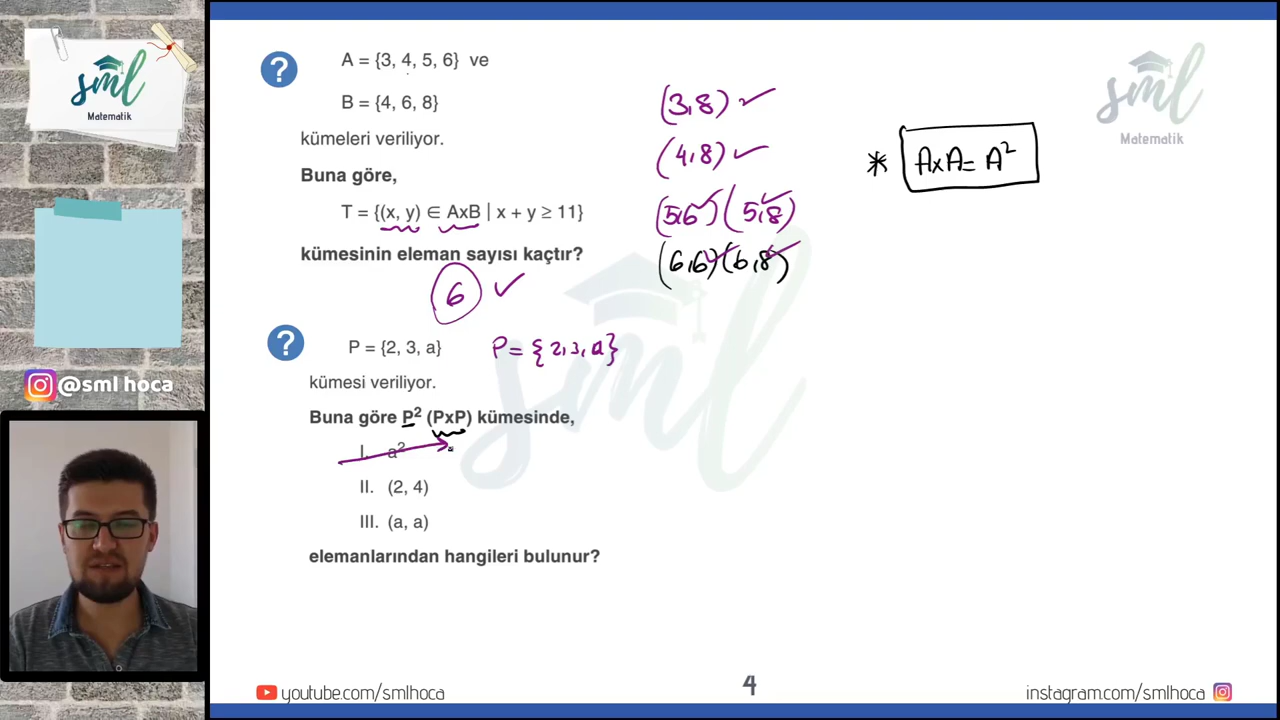 sml
Matematik
@sml hoca
?
A = {3, 4, 5, 6} ve
B = {4, 6, 8}
kümeleri veriliyor.
Buna göre,
T = {(x, y) ∈ AxB | x + y ≥ 11}
kümesinin eleman sayısı kaçtır?
6 ✓
(3,8) ✓
(4,8) ✓
(5,6) ✓ (5,8) ✓
(6,6) ✓ (6,8) ✓
* AxA = A²
sml
Matematik
sml
?
P = {2, 3, a}
P = {2, 3, a}
kümesi veriliyor.
Buna göre P² (PxP) kümesinde,
I. a²
II. (2, 4)
III. (a, a)
elemanlarından hangileri bulunur?
youtube.com/smlhoca
4
instagram.com/smlhoca